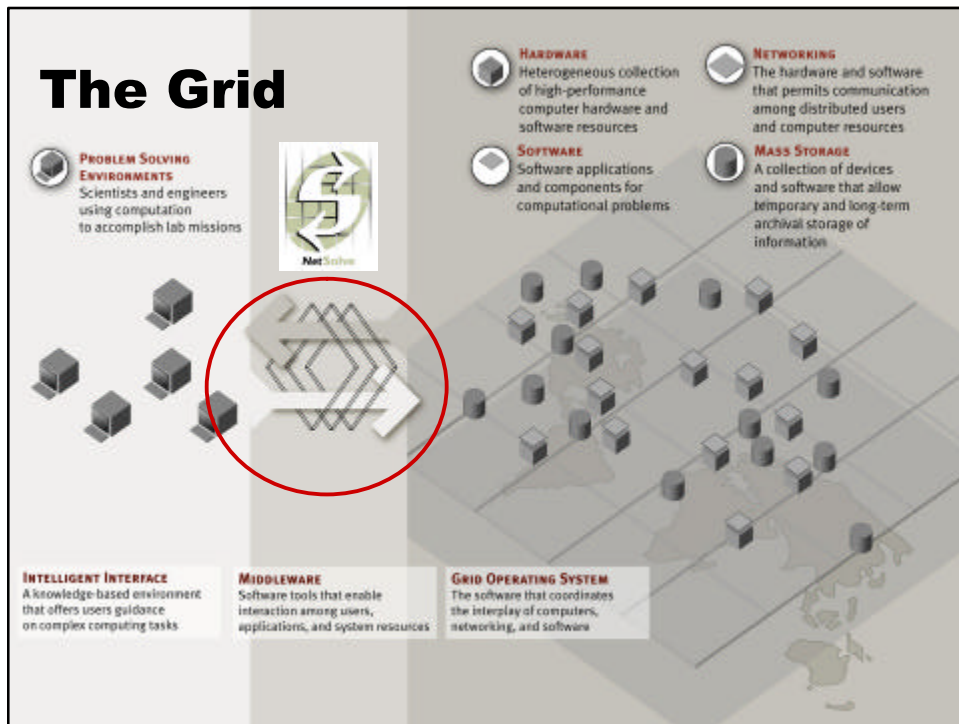 The Grid
PROBLEM SOLVING
ENVIRONMENTS
Scientists and engineers
using computation
to accomplish lab missions
NetSolve
HARDWARE
Heterogeneous collection
of high-performance
computer hardware and
software resources
SOFTWARE
Software applications
and components for
computational problems
NETWORKING
The hardware and software
that permits communication
among distributed users
and computer resources
MASS STORAGE
A collection of devices
and software that allow
temporary and long-term
archival storage of
information
INTELLIGENT INTERFACE
A knowledge-based environment
that offers users guidance
on complex computing tasks
MIDDLEWARE
Software tools that enable
interaction among users,
applications, and system resources
GRID OPERATING SYSTEM
The software that coordinates
the interplay of computers,
networking, and software